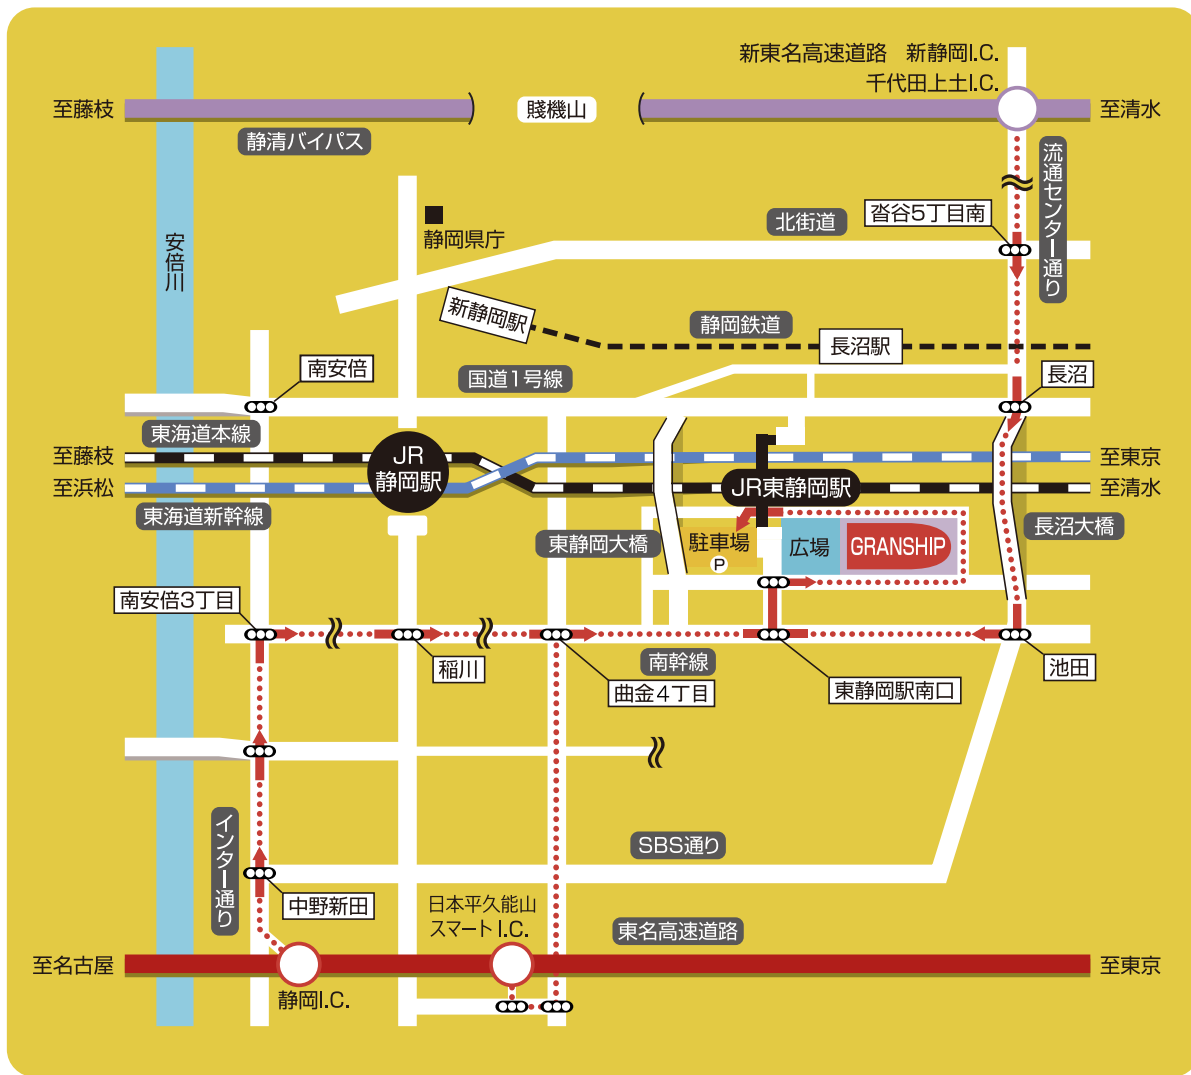 新東名高速道路 新静岡I.C.
千代田上土I.C.
至藤枝
賤機山
至清水
静清バイパス
流通センター通り
沓谷5丁目南
北街道
静岡県庁
安倍川
新静岡駅
静岡鉄道
長沼駅
南安倍
国道1号線
長沼
東海道本線
至藤枝
JR
静岡駅
至東京
至浜松
JR東静岡駅
至清水
東海道新幹線
東静岡大橋
駐車場
P
広場
GRANSHIP
長沼大橋
南安倍3丁目
稲川
南幹線
曲金4丁目
東静岡駅南口
池田
インター通り
SBS通り
中野新田
日本平久能山
スマートI.C.
東名高速道路
至名古屋
至東京
静岡I.C.